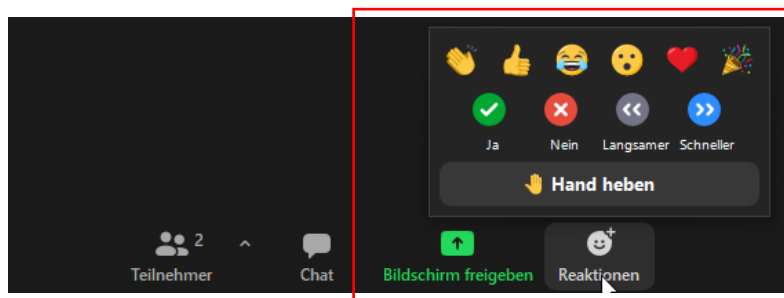 Ja Nein Langsamer Schneller
Hand heben
2
Teilnehmer Chat Bildschirm freigeben Reaktionen